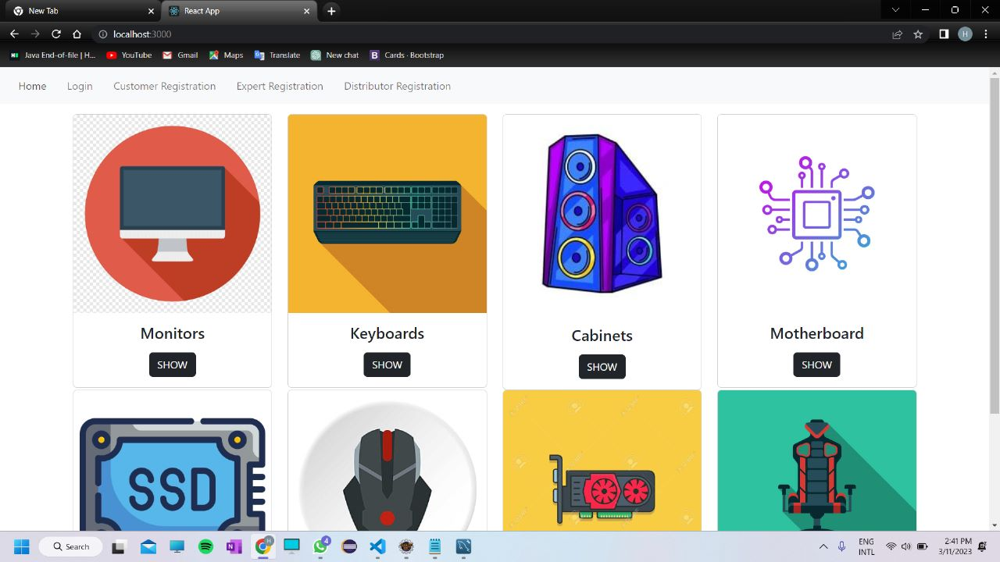 New Tab
React App
localhost:3000
H
Java End-of-file | H...
YouTube
Gmail
Maps
Translate
New chat
B Cards · Bootstrap
Home Login Customer Registration Expert Registration Distributor Registration
Monitors
Keyboards
Cabinets
Motherboard
SHOW
SHOW
SHOW
SHOW
SSD
Search
H
4
ENG
INTL
2:41 PM
3/11/2023